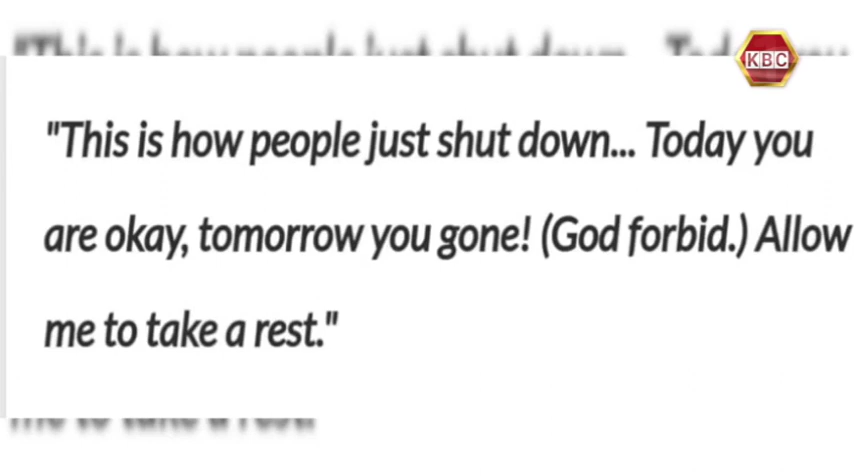 KBC
"This is how people just shut down... Today you
are okay, tomorrow you gone! (God forbid.) Allow
me to take a rest."